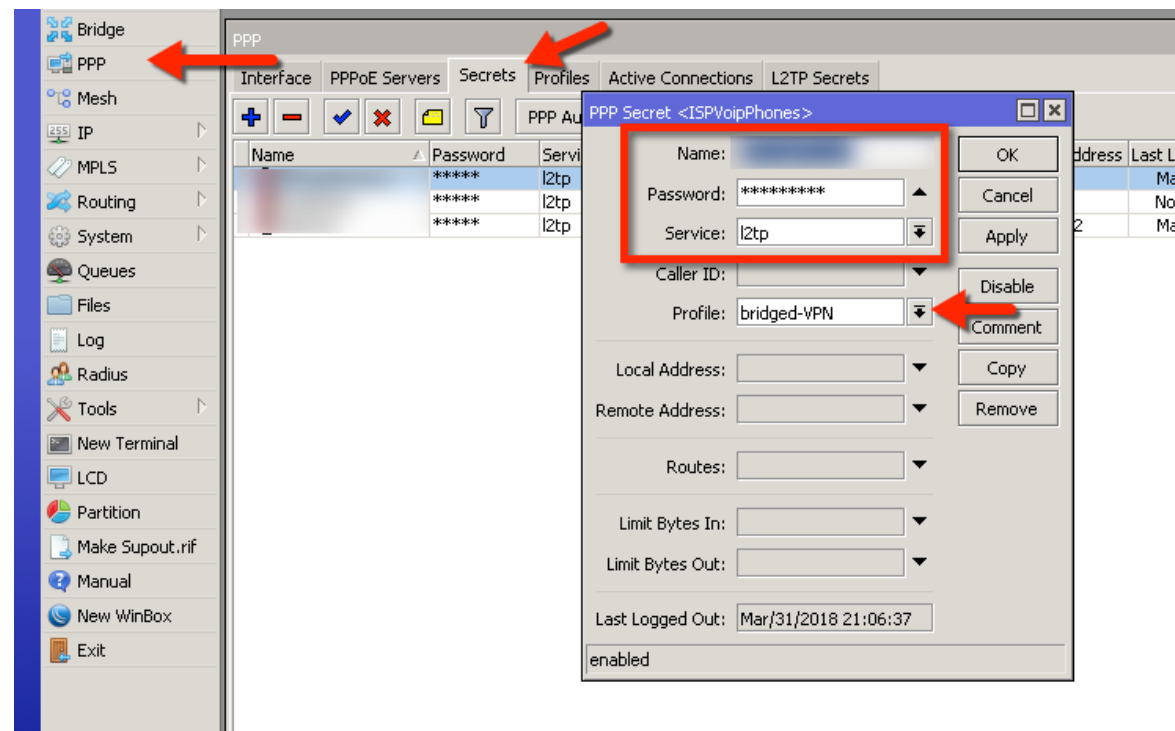 Bridge
PPP
Mesh
255 IP
MPLS
Routing
System
Queues
Files
Log
Radius
Tools
New Terminal
LCD
Partition
Make Supout.rif
Manual
New WinBox
Exit
PPP
Interface PPPoE Servers Secrets Profiles Active Connections L2TP Secrets
PPP Au
Name Password Servi ddress Last L
***** l2tp Ma
***** l2tp No
***** l2tp 2 Ma
PPP Secret <ISPVoipPhones>
Name:
Password: *********
Service: l2tp
Caller ID:
Profile: bridged-VPN
Local Address:
Remote Address:
Routes:
Limit Bytes In:
Limit Bytes Out:
Last Logged Out: Mar/31/2018 21:06:37
enabled
OK
Cancel
Apply
Disable
Comment
Copy
Remove